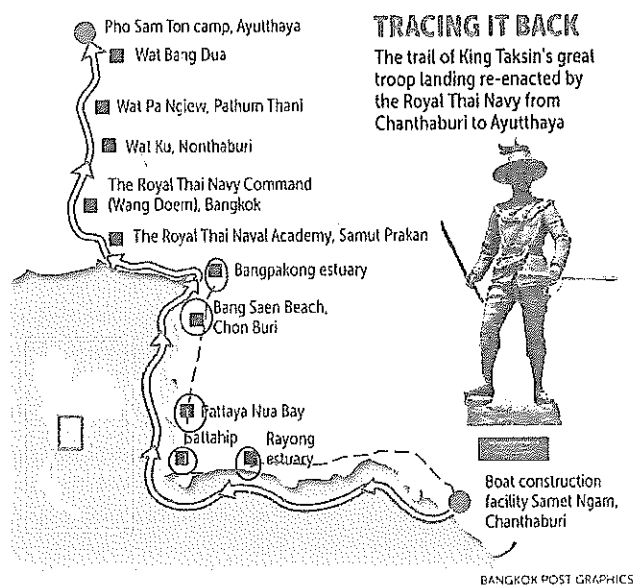 Pho Sam Ton camp, Ayutthaya
Wat Bang Dua
Wat Pa Ngiew, Pathum Thani
Wat Ku, Nonthaburi
The Royal Thai Navy Command
(Wang Doem), Bangkok
The Royal Thai Naval Academy, Samut Prakan
Bangpakong estuary
Bang Saen Beach,
Chon Buri
Pattaya Nua Bay
Sattahip
Rayong
estuary
TRACING IT BACK
The trail of King Taksin's great
troop landing re-enacted by
the Royal Thai Navy from
Chanthaburi to Ayutthaya
Boat construction
facility Samet Ngam,
Chanthaburi
BANGKOK POST GRAPHICS